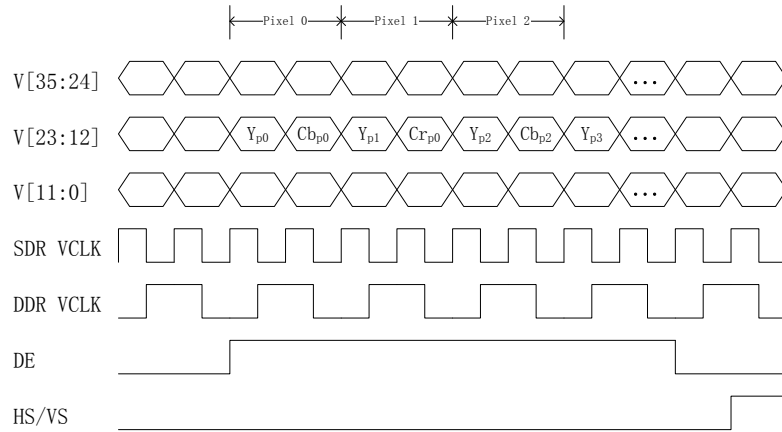 Pixel 0 Pixel 1 Pixel 2
V[35:24] ...
V[23:12] Yp0 Cbp0 Yp1 Crp0 Yp2 Cbp2 Yp3 ...
V[11:0] ...
SDR VCLK
DDR VCLK
DE
HS/VS